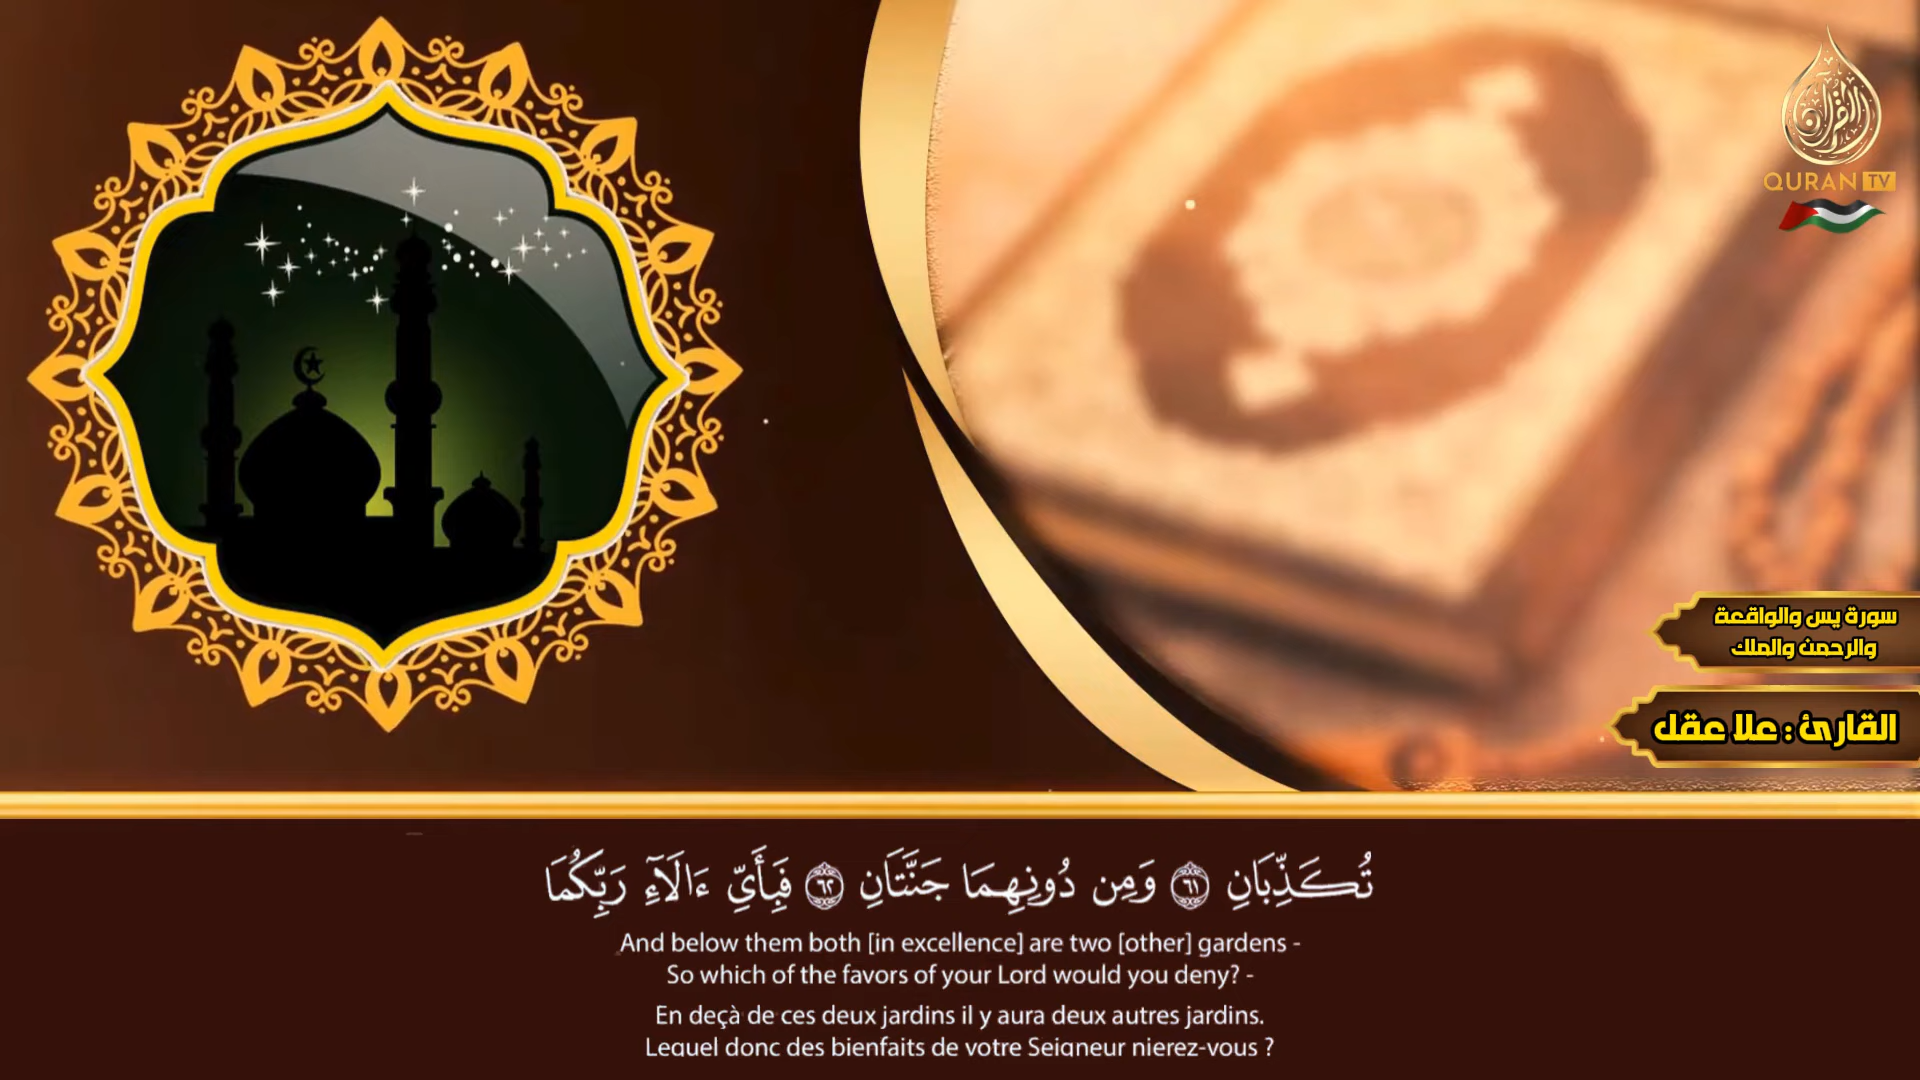 القرآن
QURAN TV
سورة يس والواقعة
والرحمن والملك
القارئ : علا عقل
تُكَذِّبَانِ ٦١ وَمِن دُونِهِمَا جَنَّتَانِ ٦٢ فَبِأَيِّ ءَالَآءِ رَبِّكُمَا
And below them both [in excellence] are two [other] gardens -
So which of the favors of your Lord would you deny? -
En deçà de ces deux jardins il y aura deux autres jardins.
Lequel donc des bienfaits de votre Seigneur nierez-vous ?